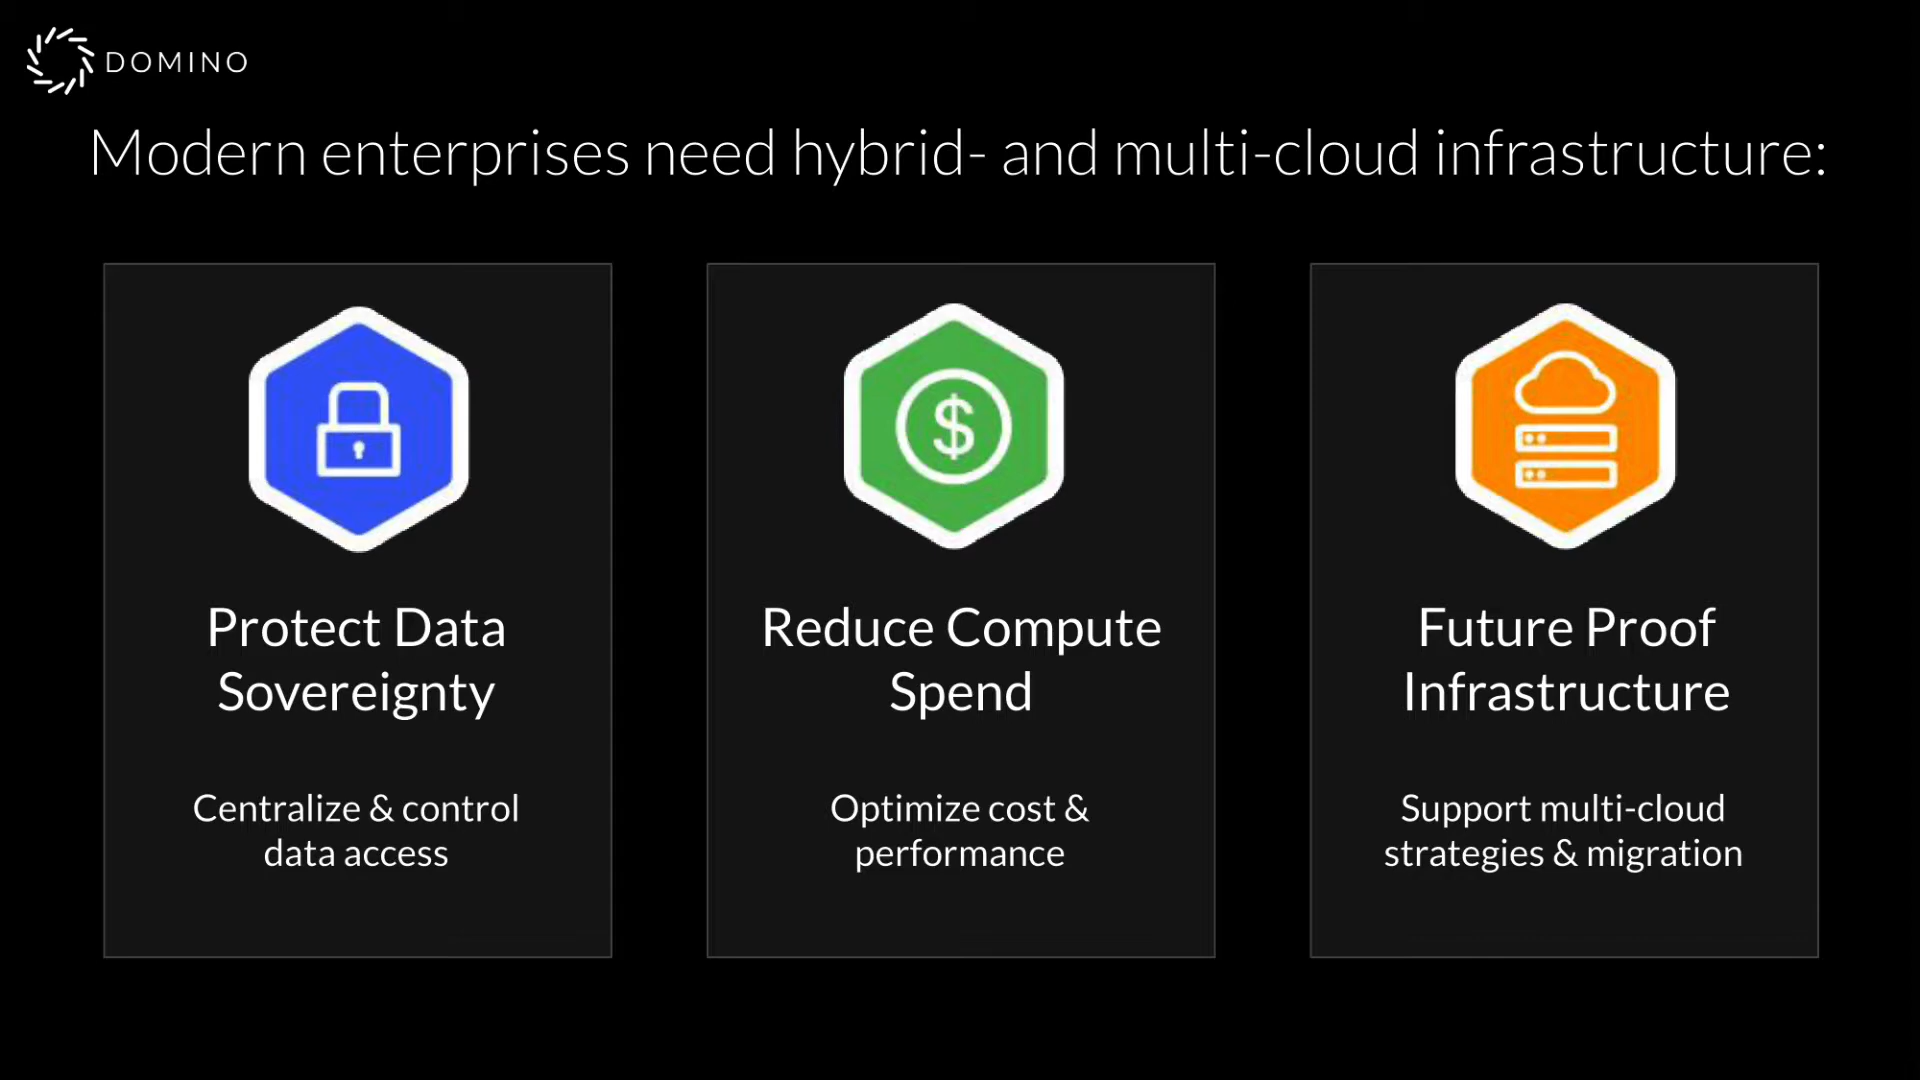 DOMINO
Modern enterprises need hybrid- and multi-cloud infrastructure:
$
Protect Data
Sovereignty
Centralize & control
data access
Reduce Compute
Spend
Optimize cost &
performance
Future Proof
Infrastructure
Support multi-cloud
strategies & migration